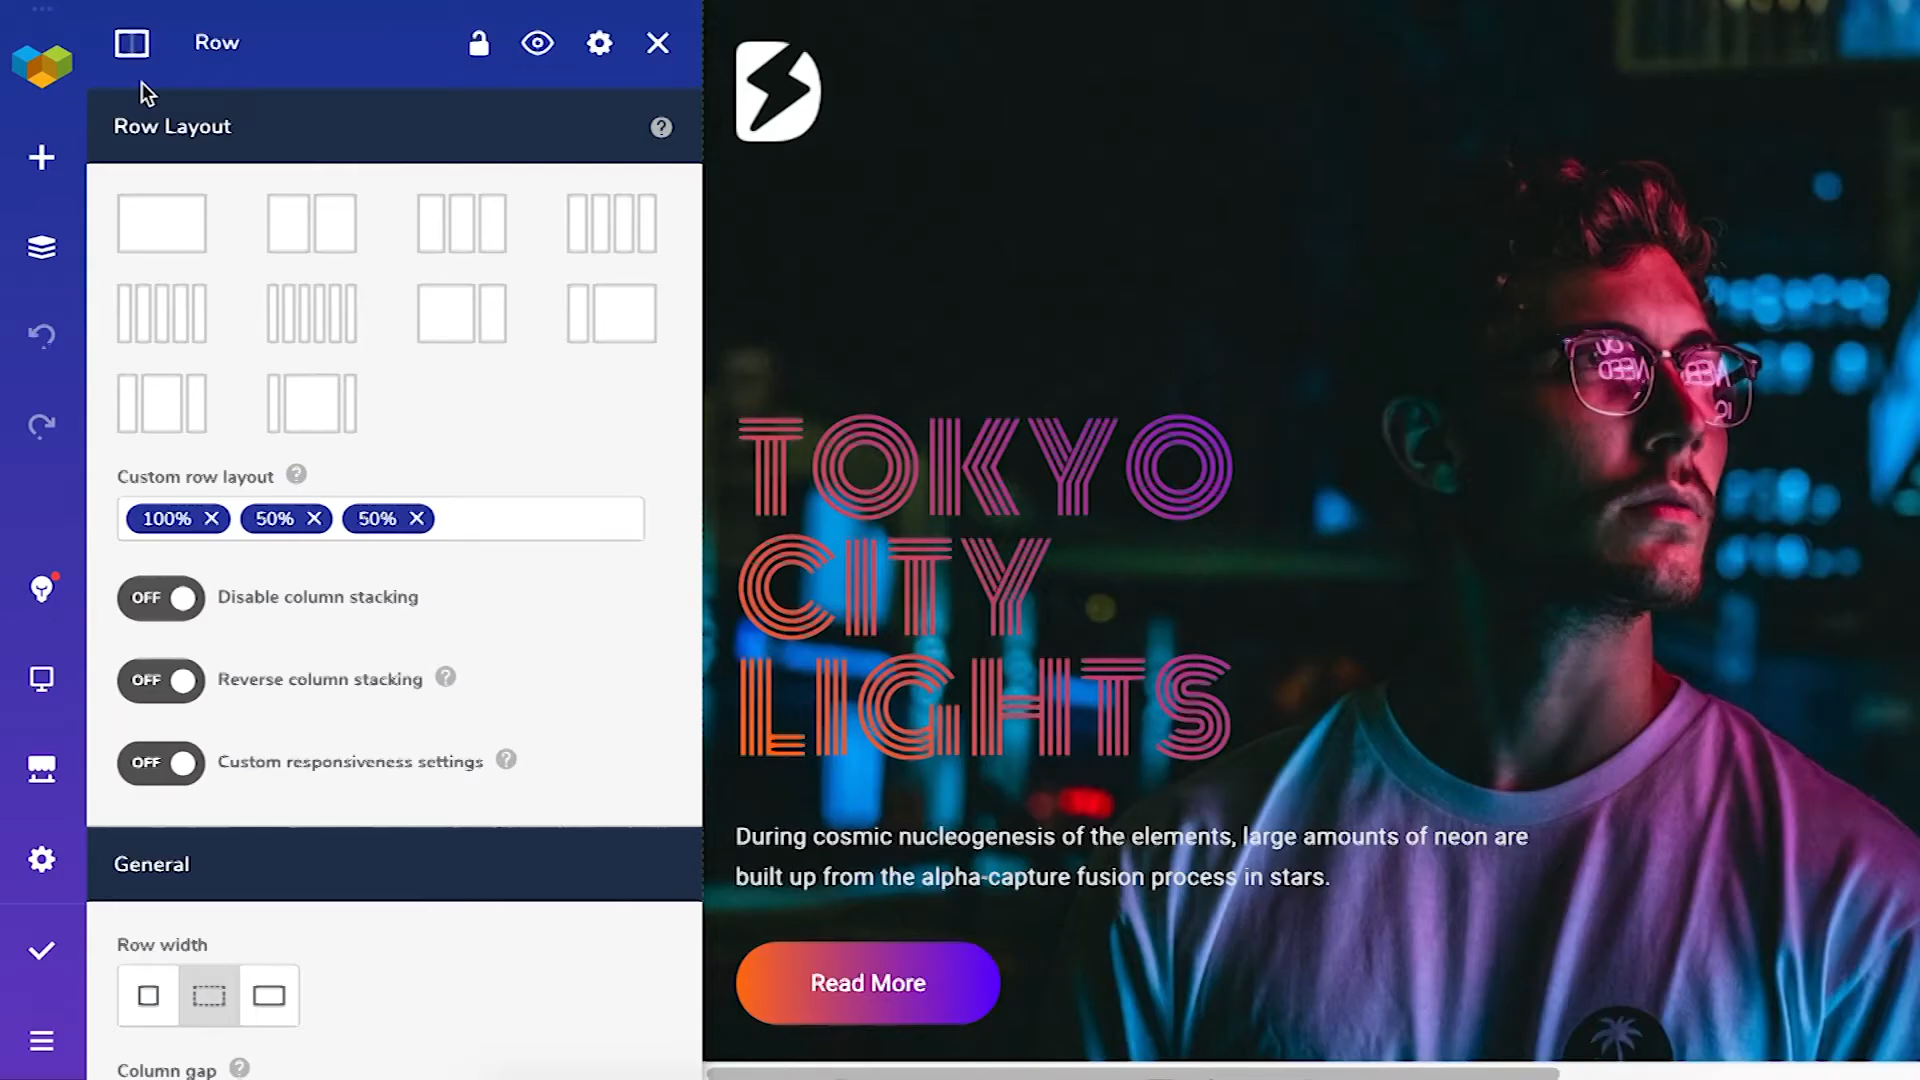 Row
Row Layout
?
Custom row layout ?
100% 50% 50%
OFF Disable column stacking
OFF Reverse column stacking ?
OFF Custom responsiveness settings ?
General
Row width
Column gap ?
TOKYO
CITY
LIGHTS
During cosmic nucleogenesis of the elements, large amounts of neon are
built up from the alpha-capture fusion process in stars.
Read More